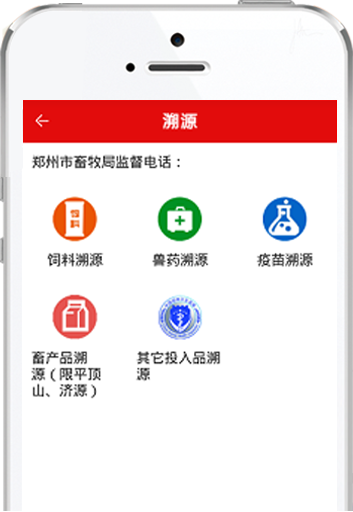 溯源
郑州市畜牧局监督电话：
饲料
饲料溯源
兽药溯源
疫苗溯源
畜产品溯
源（限平顶
山、济源）
其它投入品溯
源